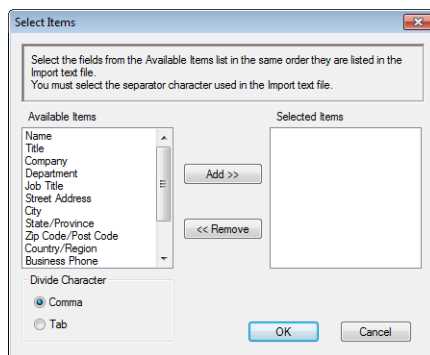 Select Items
Select the fields from the Available Items list in the same order they are listed in the
Import text file.
You must select the separator character used in the Import text file.
Available Items
Selected Items
Name
Title
Company
Department
Job Title
Street Address
City
State/Province
Zip Code/Post Code
Country/Region
Business Phone
Add >>
<< Remove
Divide Character
Comma
Tab
OK
Cancel